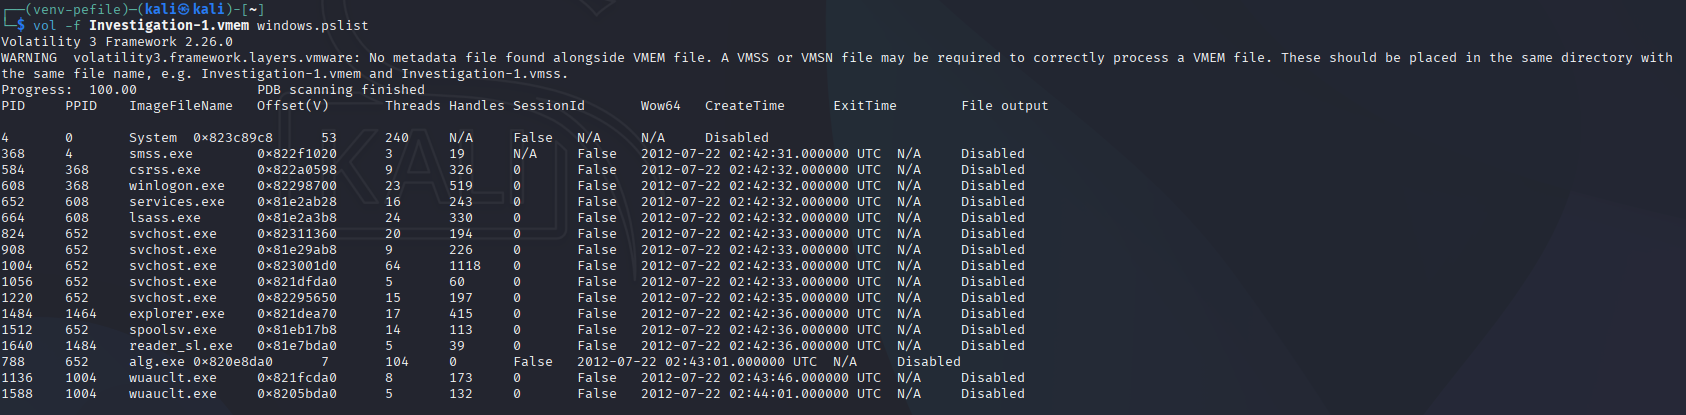 ┌──(venv-pefile)─(kali㉿kali)-[~]
└─$ vol -f Investigation-1.vmem windows.pslist
Volatility 3 Framework 2.26.0
WARNING  volatility3.framework.layers.vmware: No metadata file found alongside VMEM file. A VMSS or VMSN file may be required to correctly process a VMEM file. These should be placed in the same directory with
the same file name, e.g. Investigation-1.vmem and Investigation-1.vmss.
Progress:  100.00               PDB scanning finished
PID     PPID    ImageFileName   Offset(V)       Threads Handles SessionId       Wow64   CreateTime      ExitTime        File output
4       0       System  0×823c89c8      53      240     N/A     False   N/A     N/A     Disabled
368     4       smss.exe        0×822f1020      3       19      N/A     False   2012-07-22 02:42:31.000000 UTC  N/A     Disabled
584     368     csrss.exe       0×822a0598      9       326     0       False   2012-07-22 02:42:32.000000 UTC  N/A     Disabled
608     368     winlogon.exe    0×82298700      23      519     0       False   2012-07-22 02:42:32.000000 UTC  N/A     Disabled
652     608     services.exe    0×81e2ab28      16      243     0       False   2012-07-22 02:42:32.000000 UTC  N/A     Disabled
664     608     lsass.exe       0×81e2a3b8      24      330     0       False   2012-07-22 02:42:32.000000 UTC  N/A     Disabled
824     652     svchost.exe     0×82311360      20      194     0       False   2012-07-22 02:42:33.000000 UTC  N/A     Disabled
908     652     svchost.exe     0×81e29ab8      9       226     0       False   2012-07-22 02:42:33.000000 UTC  N/A     Disabled
1004    652     svchost.exe     0×823001d0      64      1118    0       False   2012-07-22 02:42:33.000000 UTC  N/A     Disabled
1056    652     svchost.exe     0×821dfda0      5       60      0       False   2012-07-22 02:42:33.000000 UTC  N/A     Disabled
1220    652     svchost.exe     0×82295650      15      197     0       False   2012-07-22 02:42:35.000000 UTC  N/A     Disabled
1484    1464    explorer.exe    0×821dea70      17      415     0       False   2012-07-22 02:42:36.000000 UTC  N/A     Disabled
1512    652     spoolsv.exe     0×81eb17b8      14      113     0       False   2012-07-22 02:42:36.000000 UTC  N/A     Disabled
1640    1484    reader_sl.exe   0×81e7bda0      5       39      0       False   2012-07-22 02:42:36.000000 UTC  N/A     Disabled
788     652     alg.exe 0×820e8da0      7       104     0       False   2012-07-22 02:43:01.000000 UTC  N/A     Disabled
1136    1004    wuauclt.exe     0×821fcda0      8       173     0       False   2012-07-22 02:43:46.000000 UTC  N/A     Disabled
1588    1004    wuauclt.exe     0×8205bda0      5       132     0       False   2012-07-22 02:44:01.000000 UTC  N/A     Disabled
KALI